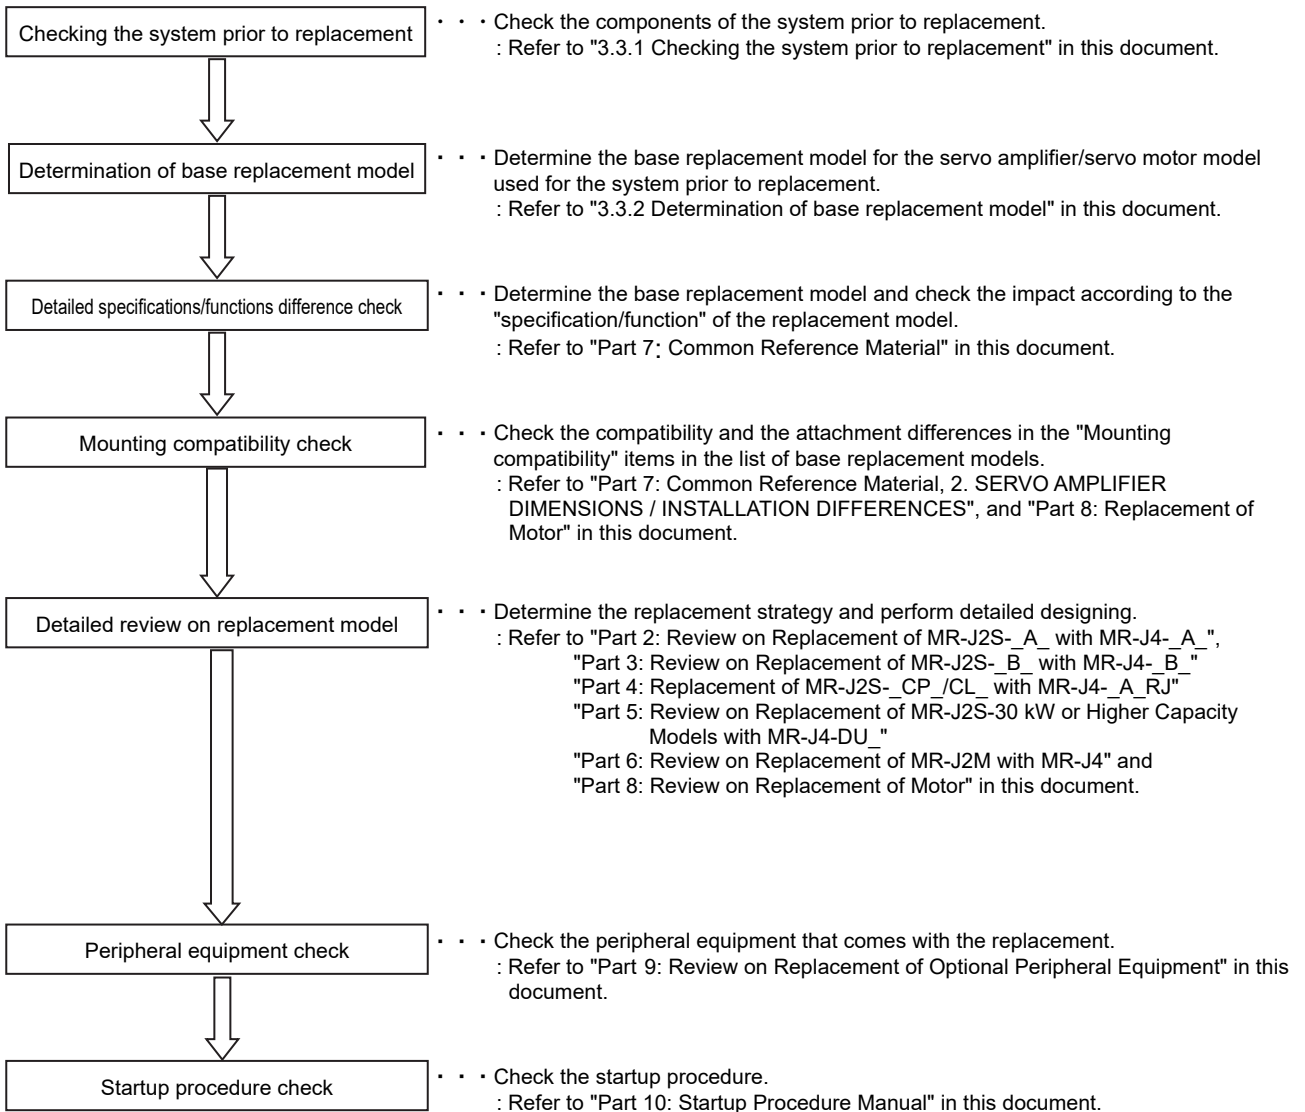 Checking the system prior to replacement
・・・Check the components of the system prior to replacement.
: Refer to "3.3.1 Checking the system prior to replacement" in this document.
Determination of base replacement model
・・・Determine the base replacement model for the servo amplifier/servo motor model
used for the system prior to replacement.
: Refer to "3.3.2 Determination of base replacement model" in this document.
Detailed specifications/functions difference check
・・・Determine the base replacement model and check the impact according to the
"specification/function" of the replacement model.
: Refer to "Part 7: Common Reference Material" in this document.
Mounting compatibility check
・・・Check the compatibility and the attachment differences in the "Mounting
compatibility" items in the list of base replacement models.
: Refer to "Part 7: Common Reference Material, 2. SERVO AMPLIFIER
DIMENSIONS / INSTALLATION DIFFERENCES", and "Part 8: Replacement of
Motor" in this document.
Detailed review on replacement model
・・・Determine the replacement strategy and perform detailed designing.
: Refer to "Part 2: Review on Replacement of MR-J2S-_A_ with MR-J4-_A_",
"Part 3: Review on Replacement of MR-J2S-_B_ with MR-J4-_B_"
"Part 4: Replacement of MR-J2S-_CP_/CL_ with MR-J4-_A_RJ"
"Part 5: Review on Replacement of MR-J2S-30 kW or Higher Capacity
Models with MR-J4-DU_"
"Part 6: Review on Replacement of MR-J2M with MR-J4" and
"Part 8: Review on Replacement of Motor" in this document.
Peripheral equipment check
・・・Check the peripheral equipment that comes with the replacement.
: Refer to "Part 9: Review on Replacement of Optional Peripheral Equipment" in this
document.
Startup procedure check
・・・Check the startup procedure.
: Refer to "Part 10: Startup Procedure Manual" in this document.